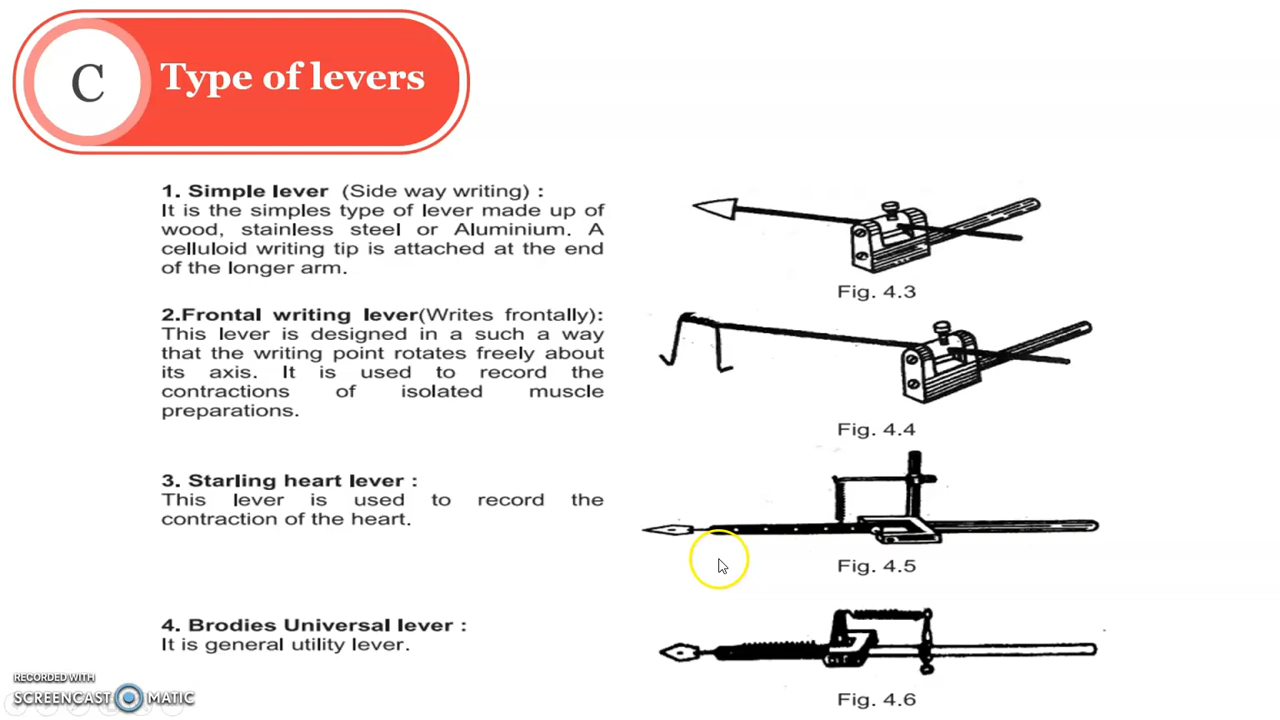 C
Type of levers
1. Simple lever (Side way writing) :
It is the simples type of lever made up of
wood, stainless steel or Aluminium. A
celluloid writing tip is attached at the end
of the longer arm.
Fig. 4.3
2.Frontal writing lever(Writes frontally):
This lever is designed in a such a way
that the writing point rotates freely about
its axis. It is used to record the
contractions of isolated muscle
preparations.
Fig. 4.4
3. Starling heart lever :
This lever is used to record the
contraction of the heart.
Fig. 4.5
4. Brodies Universal lever :
It is general utility lever.
Fig. 4.6
RECORDED WITH
SCREENCAST MATIC